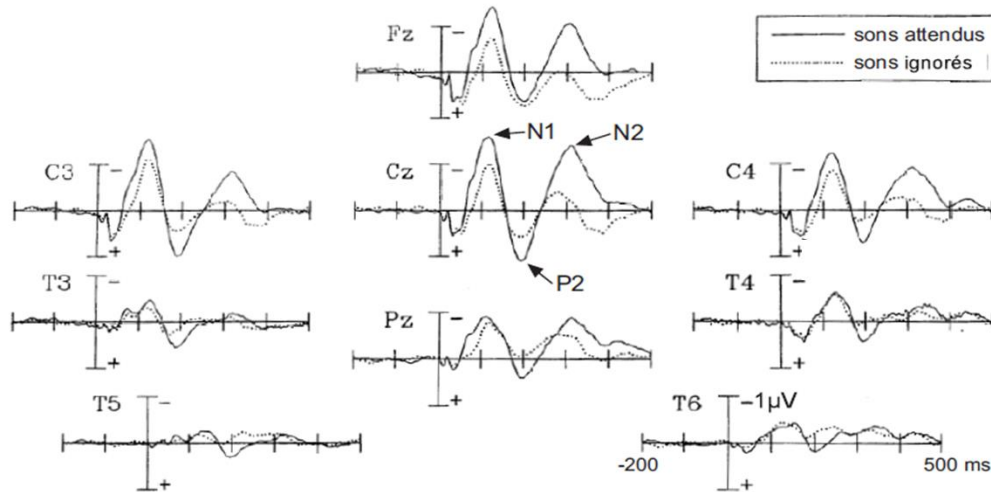 Fz
sons attendus
sons ignorés
N1
N2
C3
Cz
C4
P2
T3
T4
Pz
T5
T6
−1µV
-200
500 ms